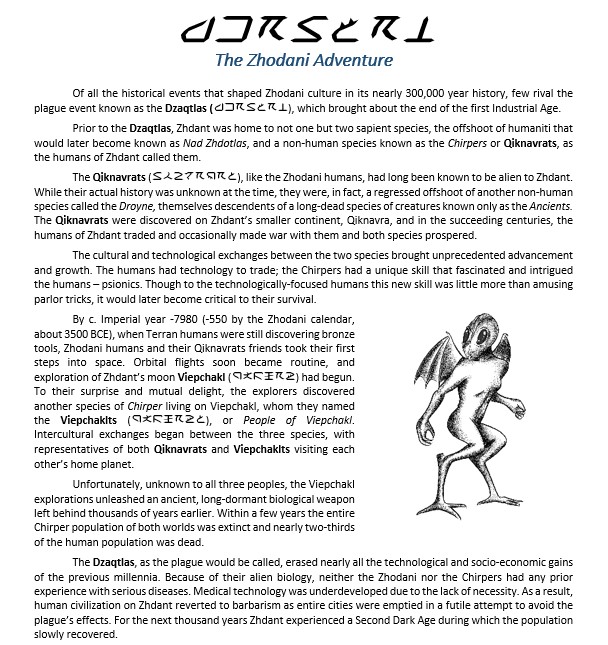 The Zhodani Adventure
Of all the historical events that shaped Zhodani culture in its nearly 300,000 year history, few rival the
plague event known as the Dzaqtlas (), which brought about the end of the first Industrial Age.
Prior to the Dzaqtlas, Zhdant was home to not one but two sapient species, the offshoot of humaniti that
would later become known as Nad Zhdotlas, and a non-human species known as the Chirpers or Qiknavrats, as
the humans of Zhdant called them.
The Qiknavrats (), like the Zhodani humans, had long been known to be alien to Zhdant.
While their actual history was unknown at the time, they were, in fact, a regressed offshoot of another non-human
species called the Droyne, themselves descendents of a long-dead species of creatures known only as the Ancients.
The Qiknavrats were discovered on Zhdant's smaller continent, Qiknavra, and in the succeeding centuries, the
humans of Zhdant traded and occasionally made war with them and both species prospered.
The cultural and technological exchanges between the two species brought unprecedented advancement
and growth. The humans had technology to trade; the Chirpers had a unique skill that fascinated and intrigued
the humans – psionics. Though to the technologically-focused humans this new skill was little more than amusing
parlor tricks, it would later become critical to their survival.
By c. Imperial year -7980 (-550 by the Zhodani calendar,
about 3500 BCE), when Terran humans were still discovering bronze
tools, Zhodani humans and their Qiknavrats friends took their first
steps into space. Orbital flights soon became routine, and
exploration of Zhdant's moon Viepchakl () had begun.
To their surprise and mutual delight, the explorers discovered
another species of Chirper living on Viepchakl, whom they named
the Viepchaklts (), or People of Viepchakl.
Intercultural exchanges began between the three species, with
representatives of both Qiknavrats and Viepchaklts visiting each
other's home planet.
Unfortunately, unknown to all three peoples, the Viepchakl
explorations unleashed an ancient, long-dormant biological weapon
left behind thousands of years earlier. Within a few years the entire
Chirper population of both worlds was extinct and nearly two-thirds
of the human population was dead.
The Dzaqtlas, as the plague would be called, erased nearly all the technological and socio-economic gains
of the previous millennia. Because of their alien biology, neither the Zhodani nor the Chirpers had any prior
experience with serious diseases. Medical technology was underdeveloped due to the lack of necessity. As a result,
human civilization on Zhdant reverted to barbarism as entire cities were emptied in a futile attempt to avoid the
plague's effects. For the next thousand years Zhdant experienced a Second Dark Age during which the population
slowly recovered.